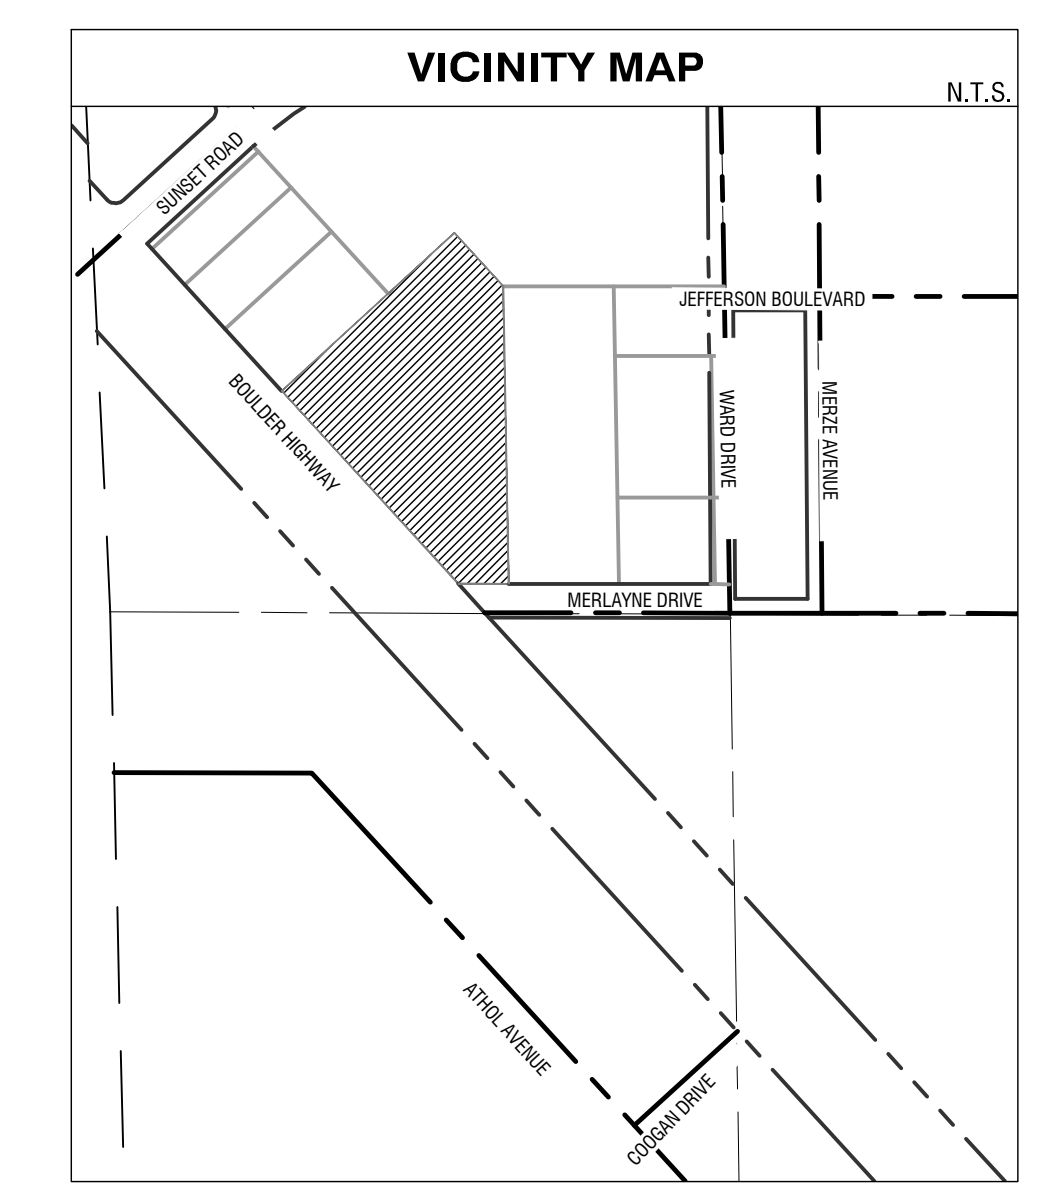 VICINITY MAP
N.T.S.
SUNSET ROAD
JEFFERSON BOULEVARD
BOULDER HIGHWAY
WARD DRIVE
MERZE AVENUE
MERLAYNE DRIVE
ATHOL AVENUE
COOGAN DRIVE